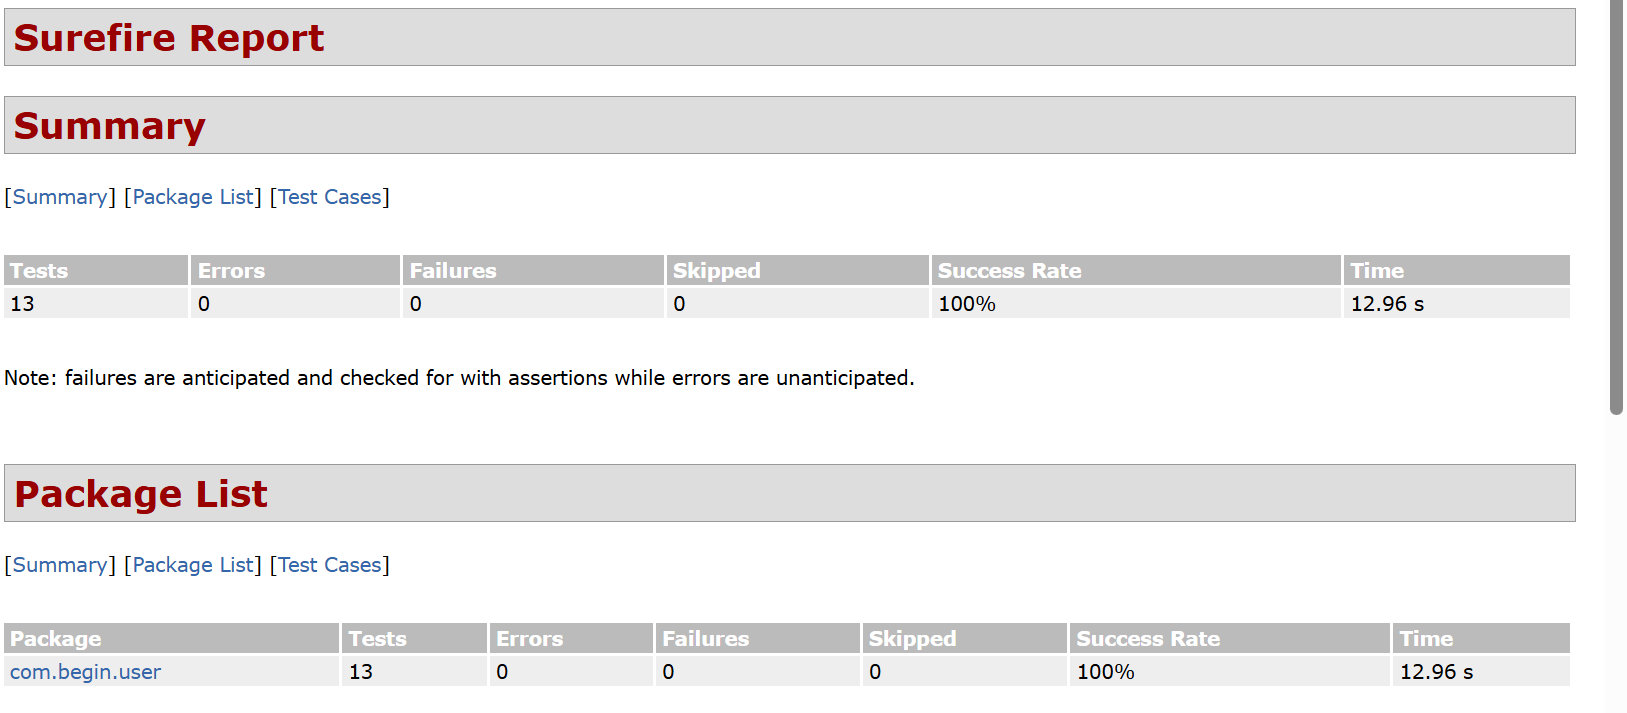 Surefire Report
Summary
[Summary] [Package List] [Test Cases]
Tests Errors Failures Skipped Success Rate Time
13 0 0 0 100% 12.96 s
Note: failures are anticipated and checked for with assertions while errors are unanticipated.
Package List
[Summary] [Package List] [Test Cases]
Package Tests Errors Failures Skipped Success Rate Time
com.begin.user 13 0 0 0 100% 12.96 s